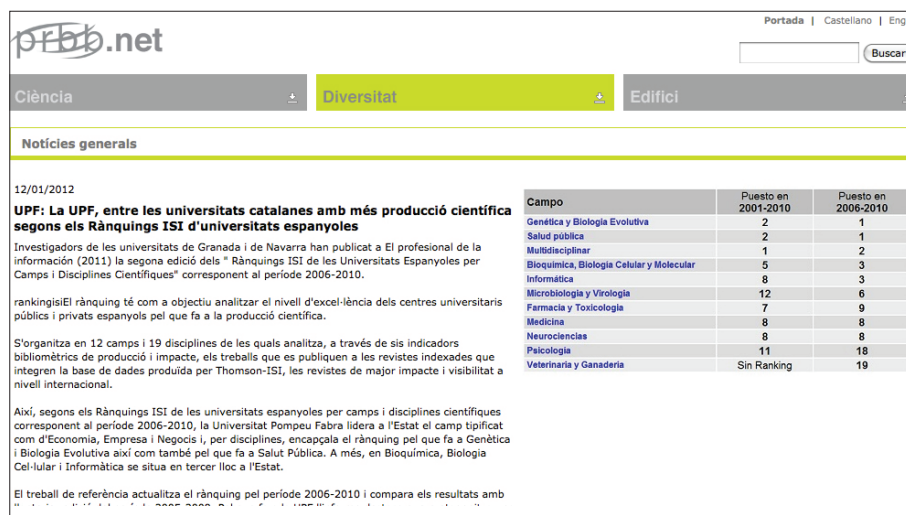 Portada | Castellano | Eng
prbb.net
Buscar
Ciència
Diversitat
Edifici
Notícies generals
12/01/2012
UPF: La UPF, entre les universitats catalanes amb més producció científica
segons els Rànquings ISI d'universitats espanyoles
Investigadors de les universitats de Granada i de Navarra han publicat a El profesional de la
información (2011) la segona edició dels " Rànquings ISI de les Universitats Espanyoles per
Camps i Disciplines Científiques" corresponent al període 2006-2010.
rankingisiEl rànquing té com a objectiu analitzar el nivell d'excel·lència dels centres universitaris
públics i privats espanyols pel que fa a la producció científica.
S'organitza en 12 camps i 19 disciplines de les quals analitza, a través de sis indicadors
bibliomètrics de producció i impacte, els treballs que es publiquen a les revistes indexades que
integren la base de dades produïda per Thomson-ISI, les revistes de major impacte i visibilitat a
nivell internacional.
Així, segons els Rànquings ISI de les universitats espanyoles per camps i disciplines científiques
corresponent al període 2006-2010, la Universitat Pompeu Fabra lidera a l'Estat el camp tipificat
com d'Economia, Empresa i Negocis i, per disciplines, encapçala el rànquing pel que fa a Genètica
i Biologia Evolutiva així com també pel que fa a Salut Pública. A més, en Bioquímica, Biologia
Cel·lular i Informàtica se situa en tercer lloc a l'Estat.
El treball de referència actualitza el rànquing pel període 2006-2010 i compara els resultats amb
Campo Puesto en 2001-2010 Puesto en 2006-2010
Genética y Biología Evolutiva 2 1
Salud pública 2 1
Multidisciplinar 1 2
Bioquímica, Biología Celular y Molecular 5 3
Informática 8 3
Microbiología y Virología 12 6
Farmacia y Toxicología 7 9
Medicina 8 8
Neurociencias 8 8
Psicología 11 18
Veterinaria y Ganadería Sin Ranking 19